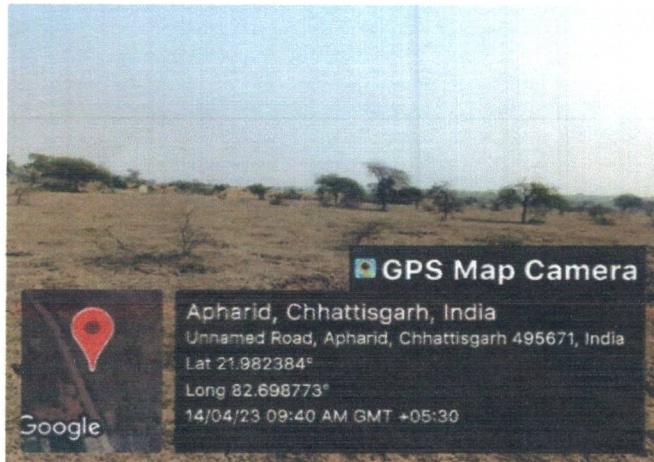 GPS Map Camera
Apharid, Chhattisgarh, India
Unnamed Road, Apharid, Chhattisgarh 495671, India
Lat 21.982384°
Long 82.698773°
14/04/23 09:40 AM GMT +05:30
Google